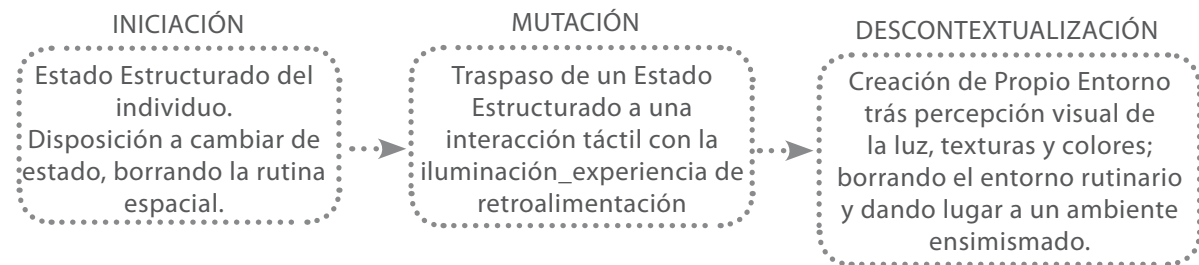 INICIACIÓN
Estado Estructurado del
individuo.
Disposición a cambiar de
estado, borrando la rutina
espacial.
MUTACIÓN
Traspaso de un Estado
Estructurado a una
interacción táctil con la
iluminación_experiencia de
retroalimentación
DESCONTEXTUALIZACIÓN
Creación de Propio Entorno
trás percepción visual de
la luz, texturas y colores;
borrando el entorno rutinario
y dando lugar a un ambiente
ensimismado.